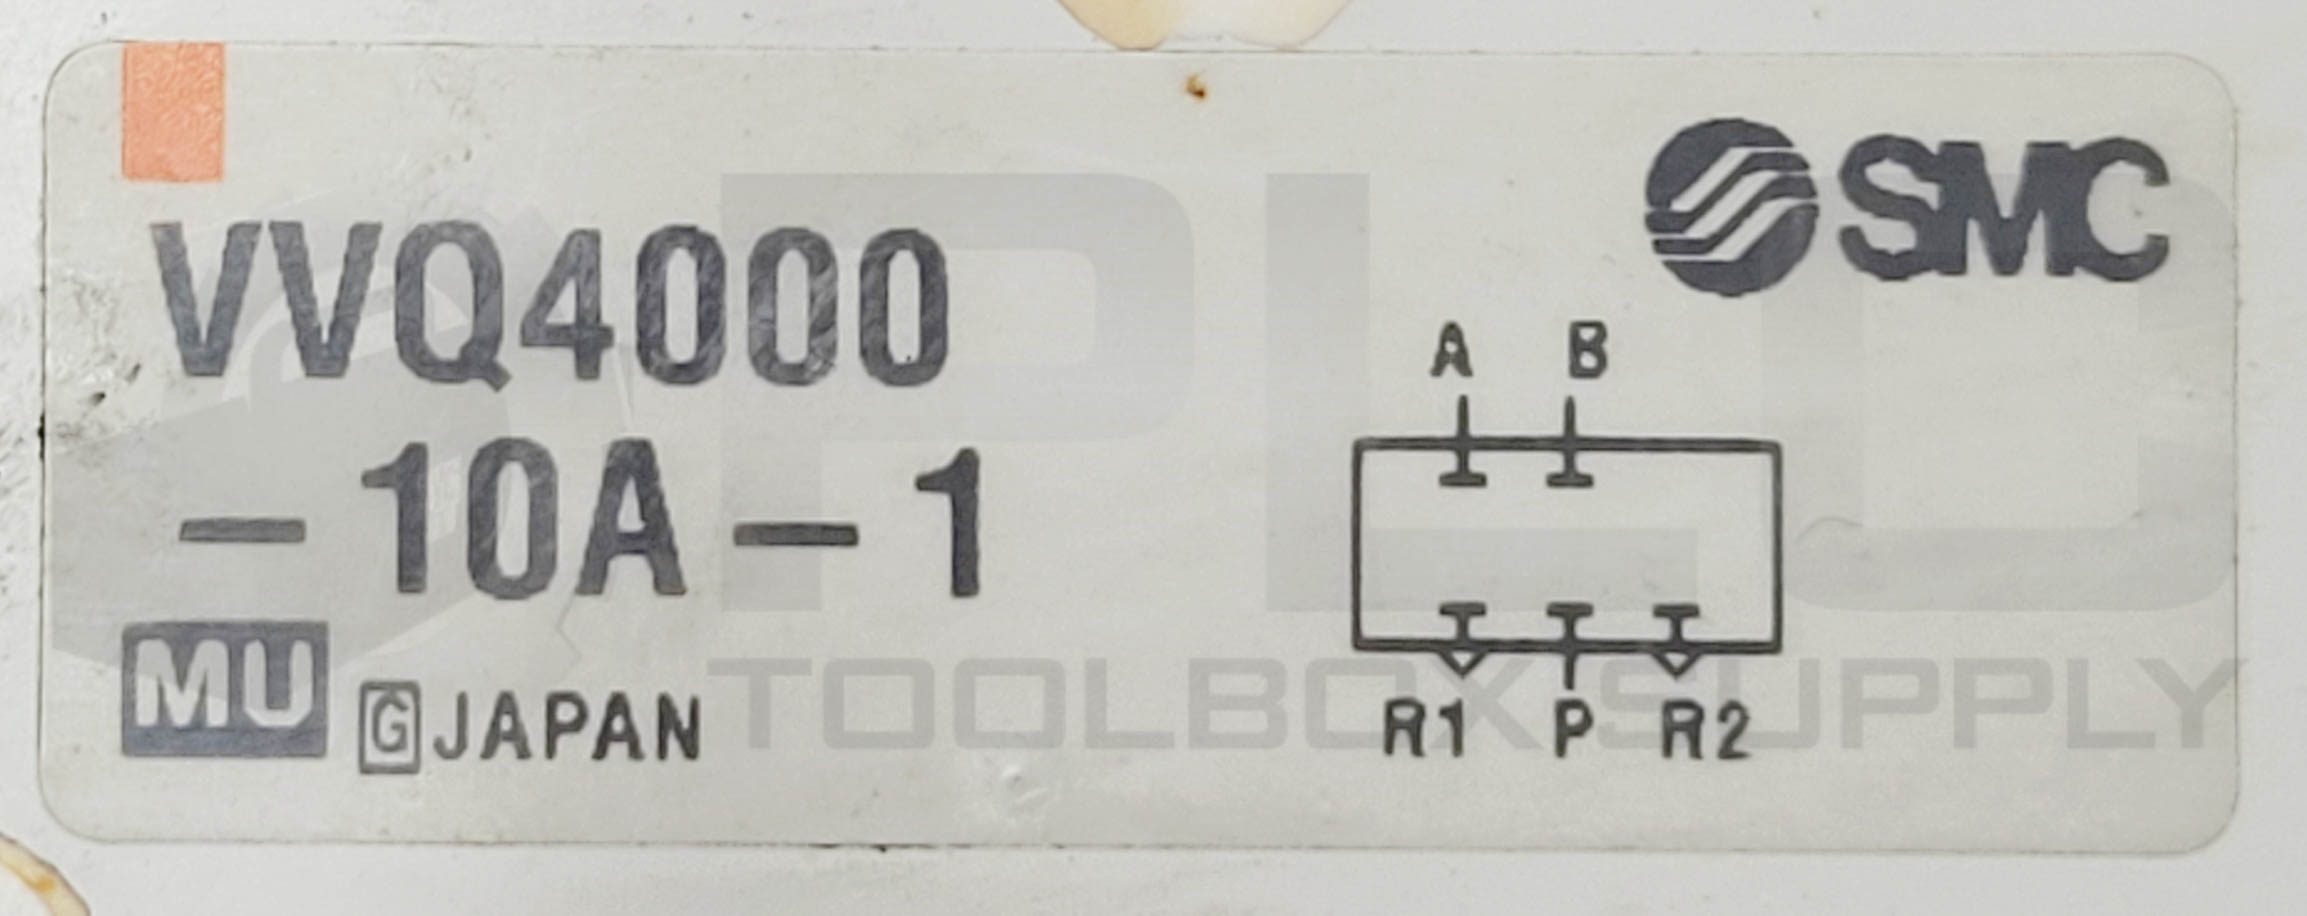 SMC
VVQ4000
-10A-1
MU G JAPAN
A B
R1 P R2
PLC
TOOLBOX SUPPLY